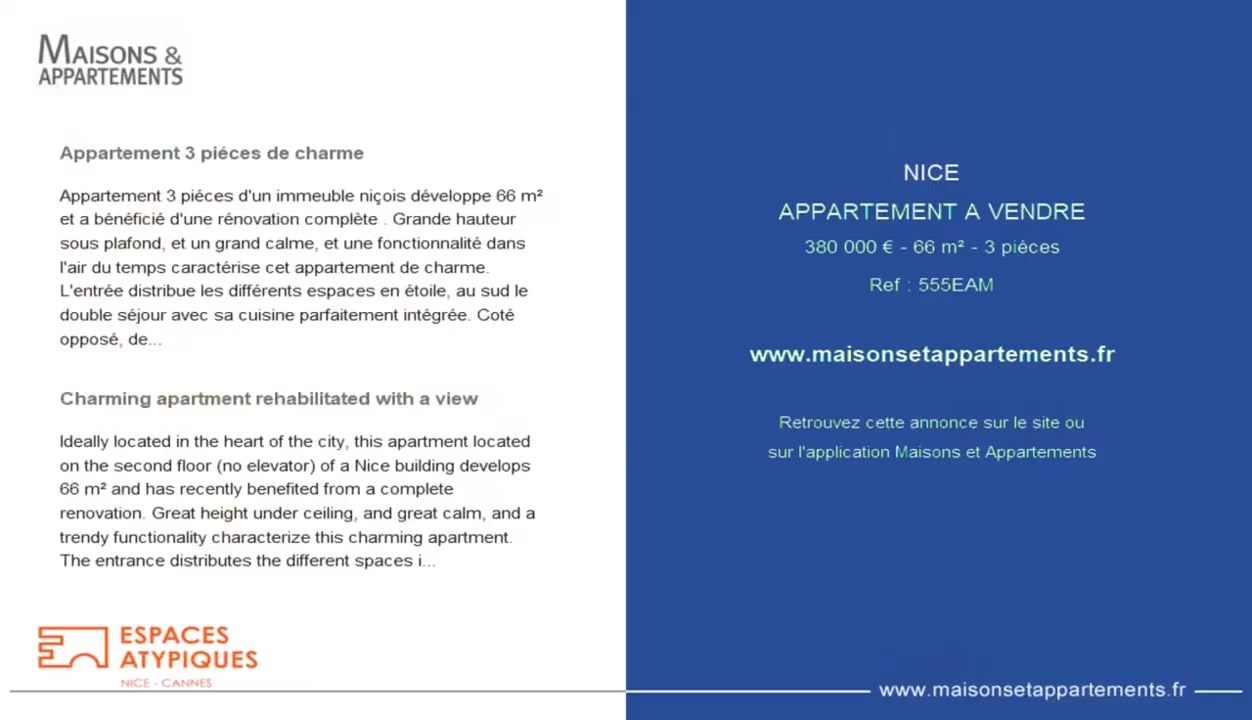 MAISONS &
APPARTEMENTS
Appartement 3 piéces de charme
Appartement 3 piéces d'un immeuble niçois développe 66 m²
et a bénéficié d'une rénovation complète . Grande hauteur
sous plafond, et un grand calme, et une fonctionnalité dans
l'air du temps caractérise cet appartement de charme.
L'entrée distribue les différents espaces en étoile, au sud le
double séjour avec sa cuisine parfaitement intégrée. Coté
opposé, de...
Charming apartment rehabilitated with a view
Ideally located in the heart of the city, this apartment located
on the second floor (no elevator) of a Nice building develops
66 m² and has recently benefited from a complete
renovation. Great height under ceiling, and great calm, and a
trendy functionality characterize this charming apartment.
The entrance distributes the different spaces i...
ESPACES
ATYPIQUES
NICE - CANNES
NICE
APPARTEMENT A VENDRE
380 000 € - 66 m² - 3 pièces
Ref : 555EAM
www.maisonsetappartements.fr
Retrouvez cette annonce sur le site ou
sur l'application Maisons et Appartements
www.maisonsetappartements.fr